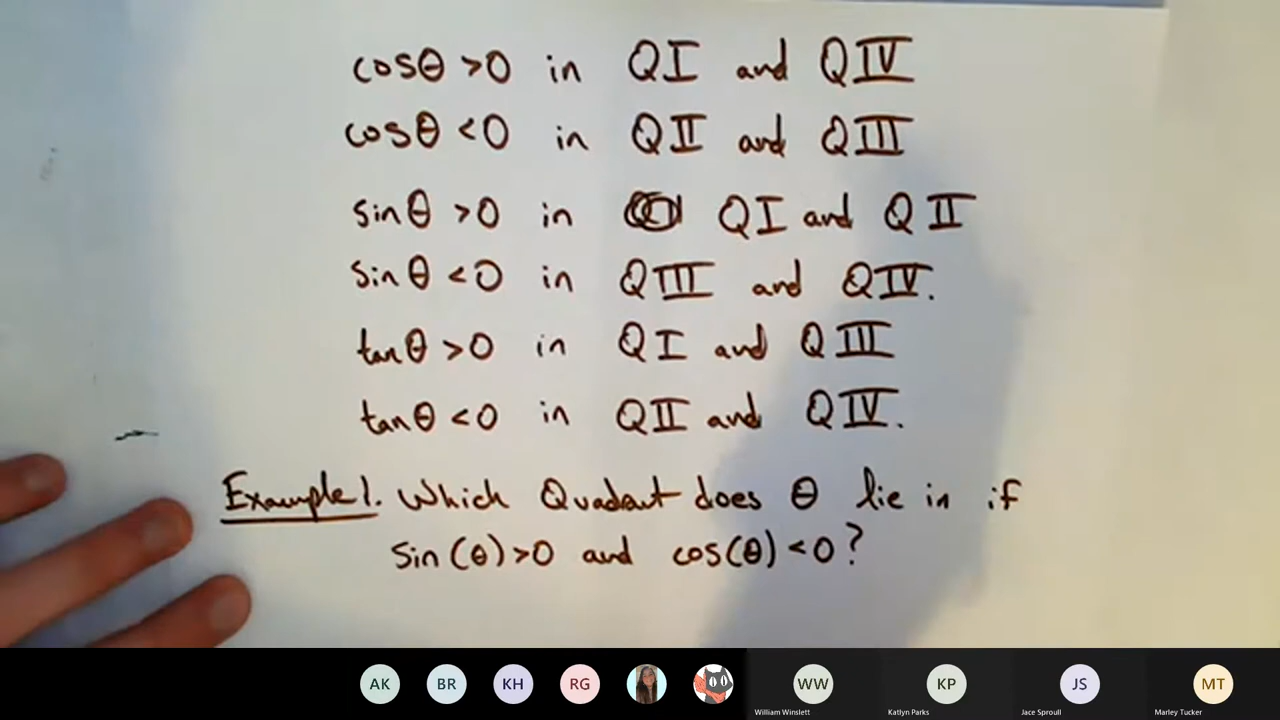 cosθ >0 in QI and QIV
cosθ <0 in QII and QIII
sinθ >0 in QI and QII
sinθ <0 in QIII and QIV.
tanθ >0 in QI and QIII
tanθ <0 in QII and QIV.
Example 1. Which Quadant does θ lie in if
sin(θ)>0 and cos(θ)<0?
AK BR KH RG WW KP JS MT
William Winslett Katlyn Parks Jace Sproull Marley Tucker